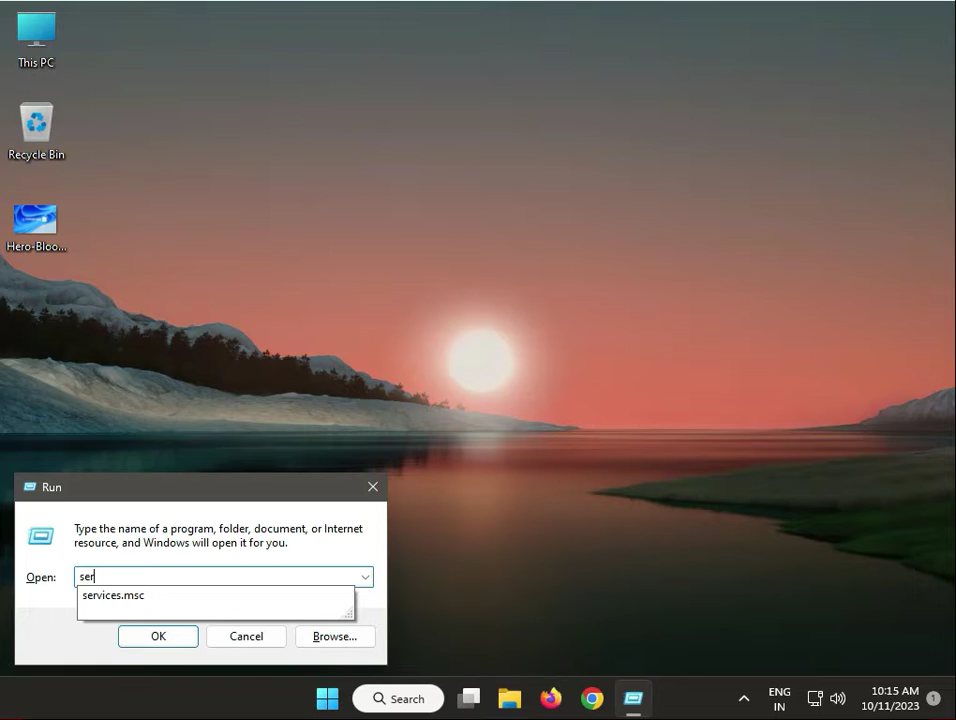 This PC
Recycle Bin
Hero-Bloo...
Run
Type the name of a program, folder, document, or Internet
resource, and Windows will open it for you.
Open:
ser
services.msc
OK
Cancel
Browse...
Search
ENG
IN
10:15 AM
10/11/2023
1